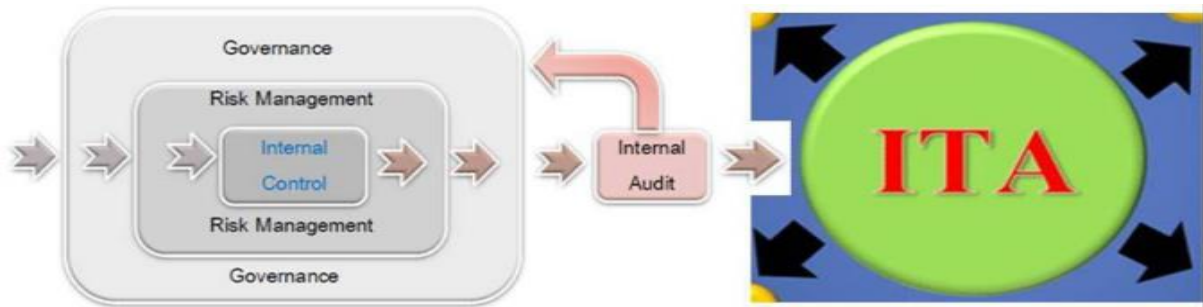 Governance
Risk Management
Internal
Control
Risk Management
Governance
Internal
Audit
ITA